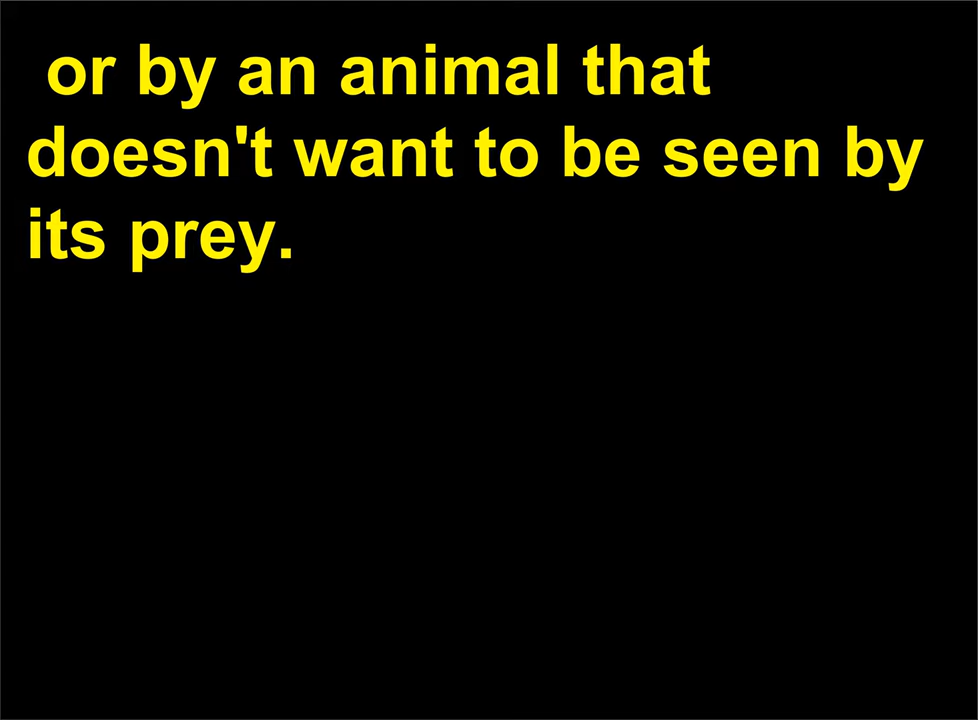 or by an animal that
doesn't want to be seen by
its prey.